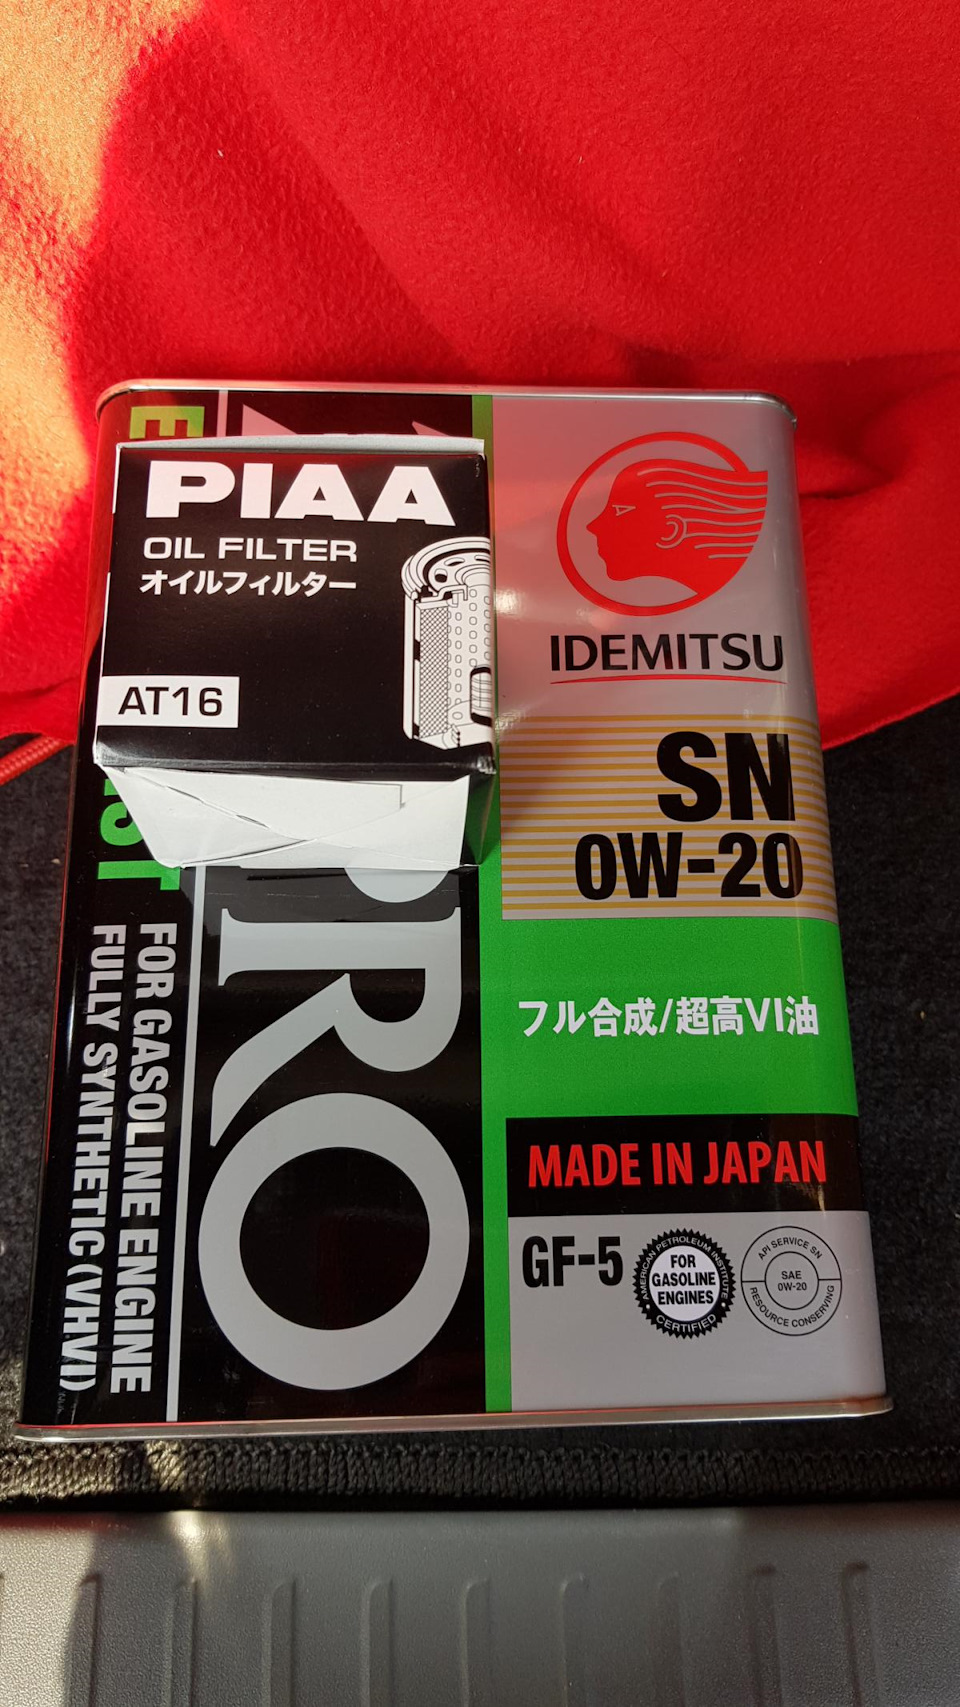 PIAA
OIL FILTER
オイルフィルター
AT16
IDEMITSU
SN
0W-20
フル合成/超高VI油
MADE IN JAPAN
GF-5
AMERICAN PETROLEUM INSTITUTE
FOR
GASOLINE
ENGINES
CERTIFIED
API SERVICE SN
SAE
0W-20
RESOURCE CONSERVING
PRO
FOR GASOLINE ENGINE
FULLY SYNTHETIC (VHVI)